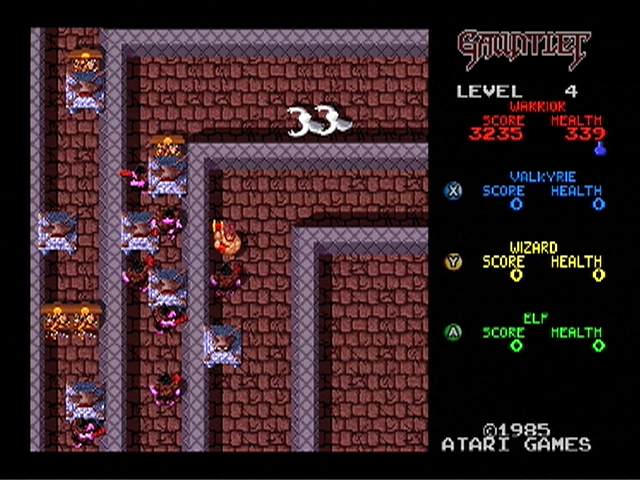 GAUNTLET
LEVEL 4
WARRIOR
SCORE HEALTH
3235 339
VALKYRIE
X SCORE HEALTH
0 0
WIZARD
Y SCORE HEALTH
0 0
ELF
A SCORE HEALTH
0 0
©1985
ATARI GAMES